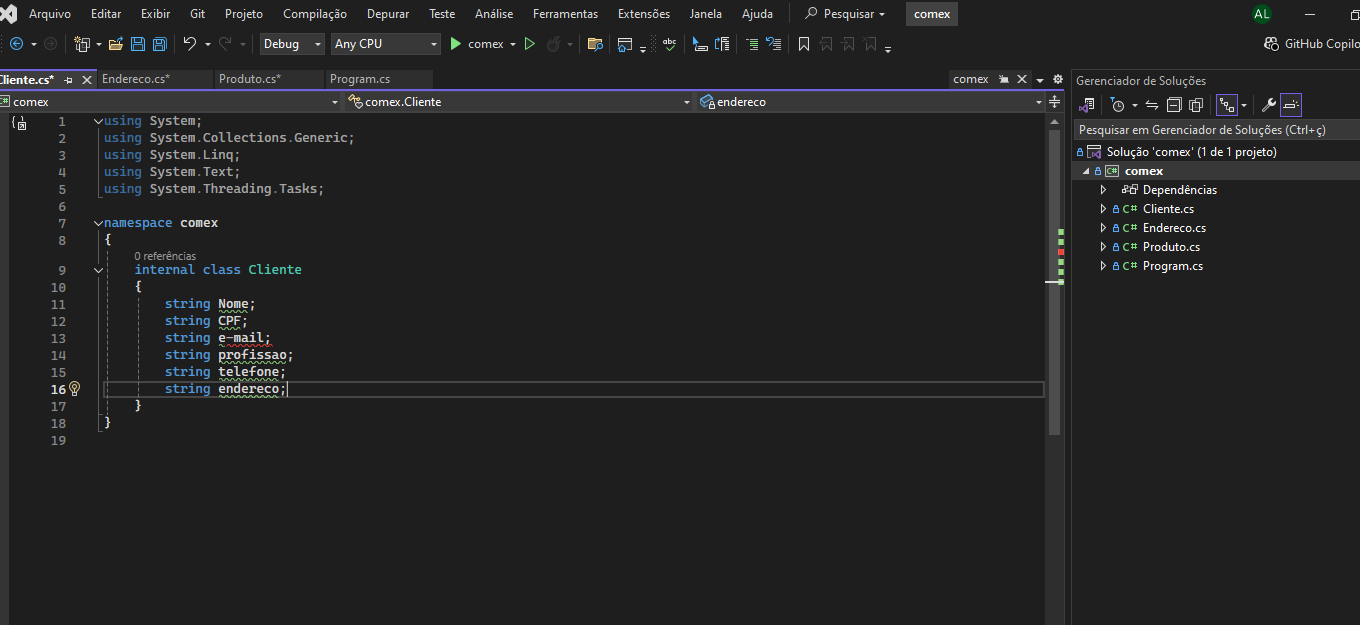 Arquivo Editar Exibir Git Projeto Compilação Depurar Teste Análise Ferramentas Extensões Janela Ajuda Pesquisar comex AL
Debug Any CPU comex abc GitHub Copilo
Cliente.cs* Endereco.cs* Produto.cs* Program.cs comex
Gerenciador de Soluções
C# comex comex.Cliente endereco
Pesquisar em Gerenciador de Soluções (Ctrl+ç)
Solução 'comex' (1 de 1 projeto)
C# comex
Dependências
C# Cliente.cs
C# Endereco.cs
C# Produto.cs
C# Program.cs
1 using System;
2 using System.Collections.Generic;
3 using System.Linq;
4 using System.Text;
5 using System.Threading.Tasks;
6
7 namespace comex
8 {
0 referências
9 internal class Cliente
10 {
11 string Nome;
12 string CPF;
13 string e-mail;
14 string profissao;
15 string telefone;
16 string endereco;
17 }
18 }
19